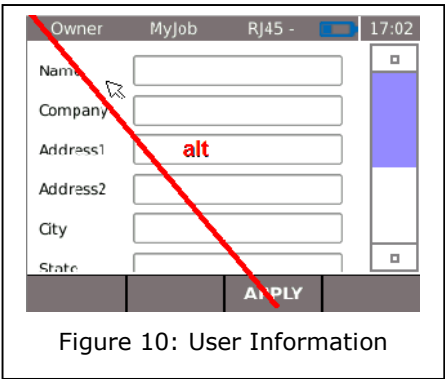 Owner MyJob RJ45 - 17:02
Name
Company
Address1
alt
Address2
City
State
APPLY
Figure 10: User Information